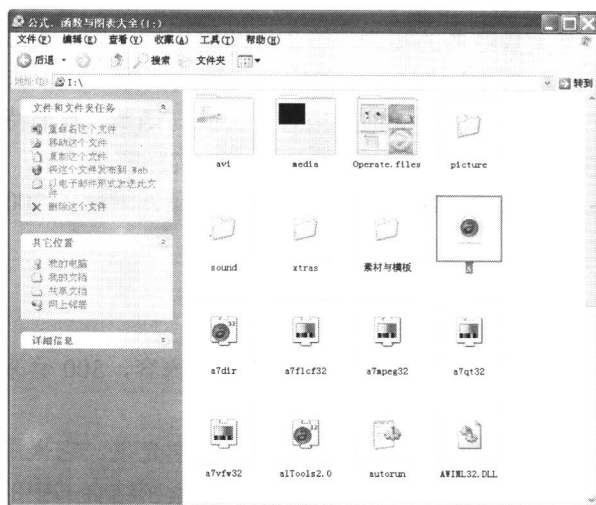 公式、函数与图表大全(I:)
文件(F) 编辑(E) 查看(V) 收藏(A) 工具(T) 帮助(H)
后退 搜索 文件夹
地址(D) I:\ 转到
文件和文件夹任务
重命名这个文件
移动这个文件
复制这个文件
将这个文件发布到 Web
以电子邮件形式发送此文
件
删除这个文件
其它位置
我的电脑
我的文档
共享文档
网上邻居
详细信息
avi media Operate.files picture
sound xtras 素材与模板
a7dir a7flcf32 a7mpeg32 a7qt32
a7vfw32 alTools2.0 autorun AWIML32.DLL